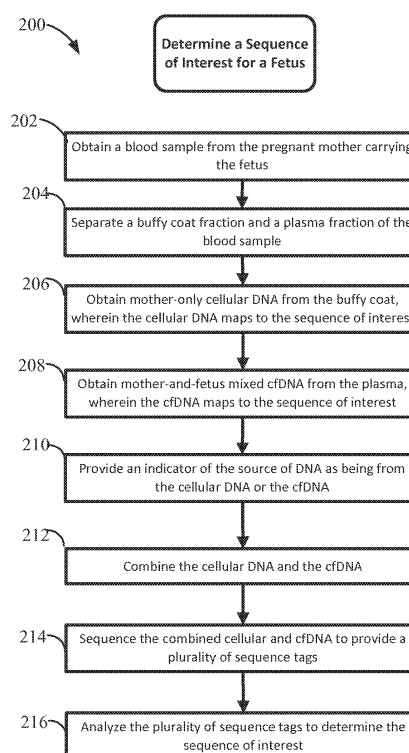 200
Determine a Sequence
of Interest for a Fetus
202
Obtain a blood sample from the pregnant mother carrying
the fetus
204
Separate a buffy coat fraction and a plasma fraction of the
blood sample
206
Obtain mother-only cellular DNA from the buffy coat,
wherein the cellular DNA maps to the sequence of interes
208
Obtain mother-and-fetus mixed cfDNA from the plasma,
wherein the cfDNA maps to the sequence of interest
210
Provide an indicator of the source of DNA as being from
the cellular DNA or the cfDNA
212
Combine the cellular DNA and the cfDNA
214
Sequence the combined cellular and cfDNA to provide a
plurality of sequence tags
216
Analyze the plurality of sequence tags to determine the
sequence of interest